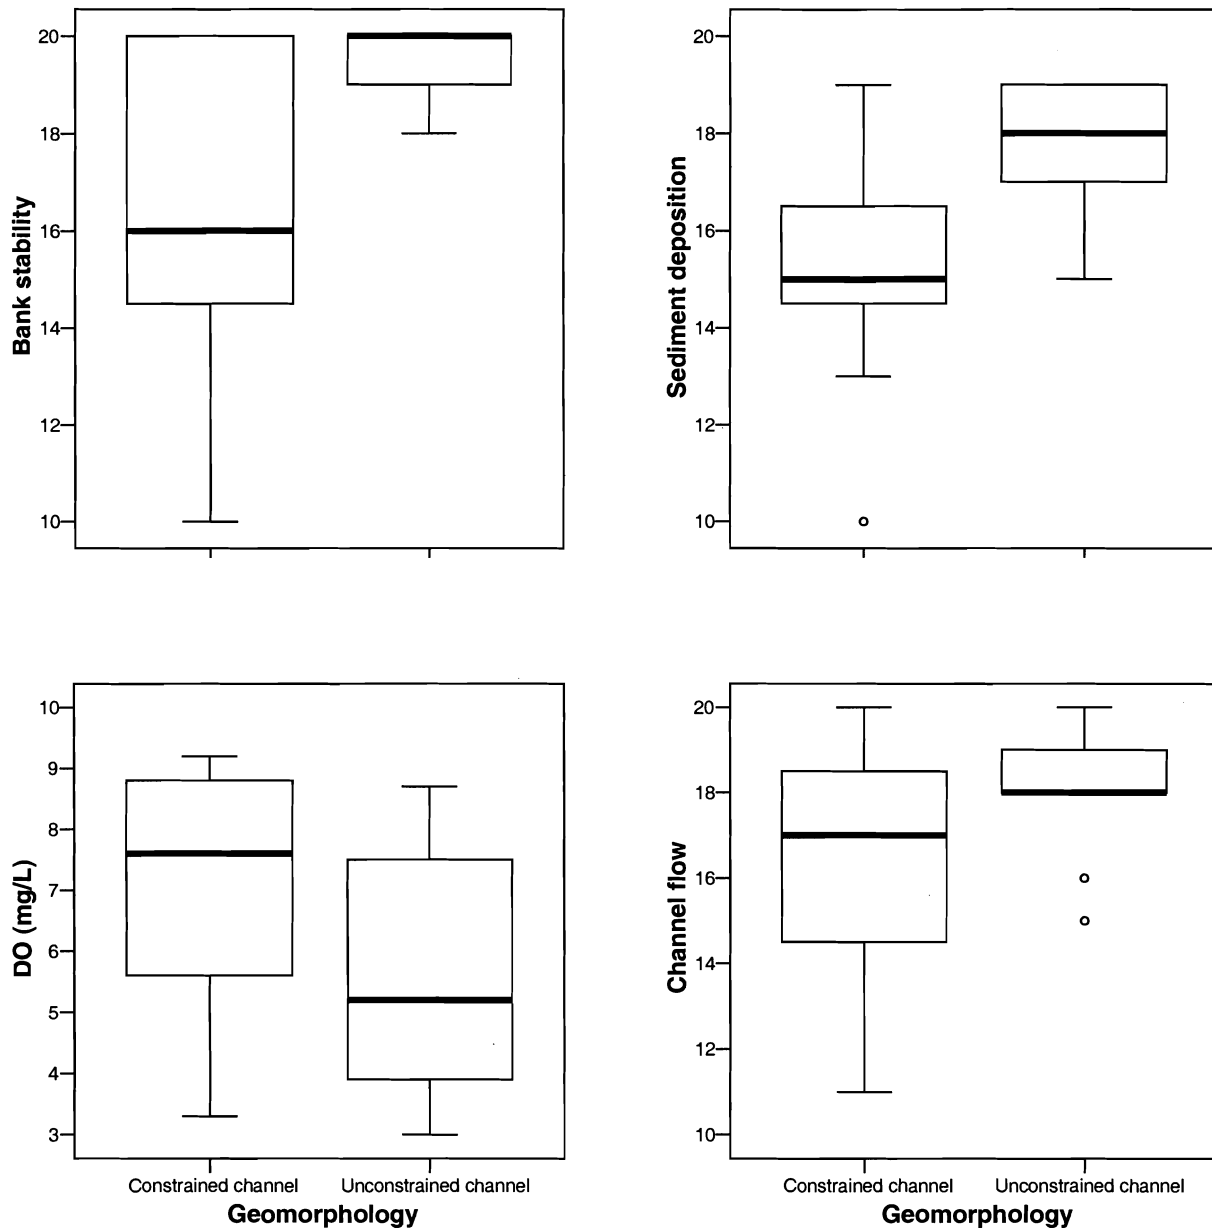 Bank stability
20
18
16
14
12
10
Sediment deposition
20
18
16
14
12
10
DO (mg/L)
10
9
8
7
6
5
4
3
Constrained channel
Unconstrained channel
Geomorphology
Channel flow
20
18
16
14
12
10
Constrained channel
Unconstrained channel
Geomorphology